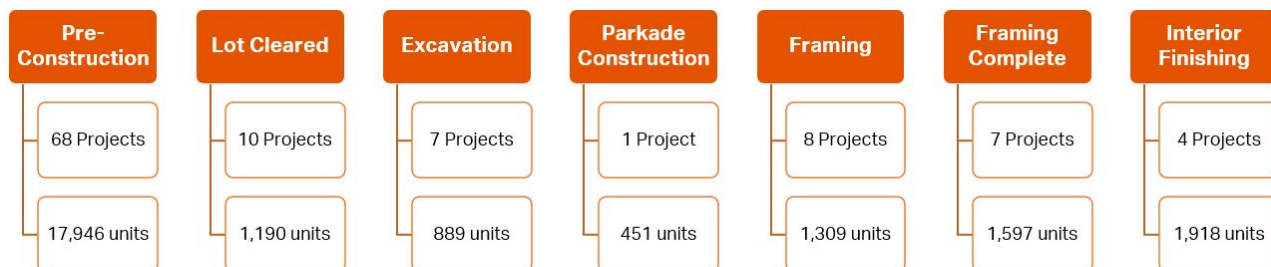 Pre-
Construction
68 Projects
17,946 units
Lot Cleared
10 Projects
1,190 units
Excavation
7 Projects
889 units
Parkade
Construction
1 Project
451 units
Framing
8 Projects
1,309 units
Framing
Complete
7 Projects
1,597 units
Interior
Finishing
4 Projects
1,918 units